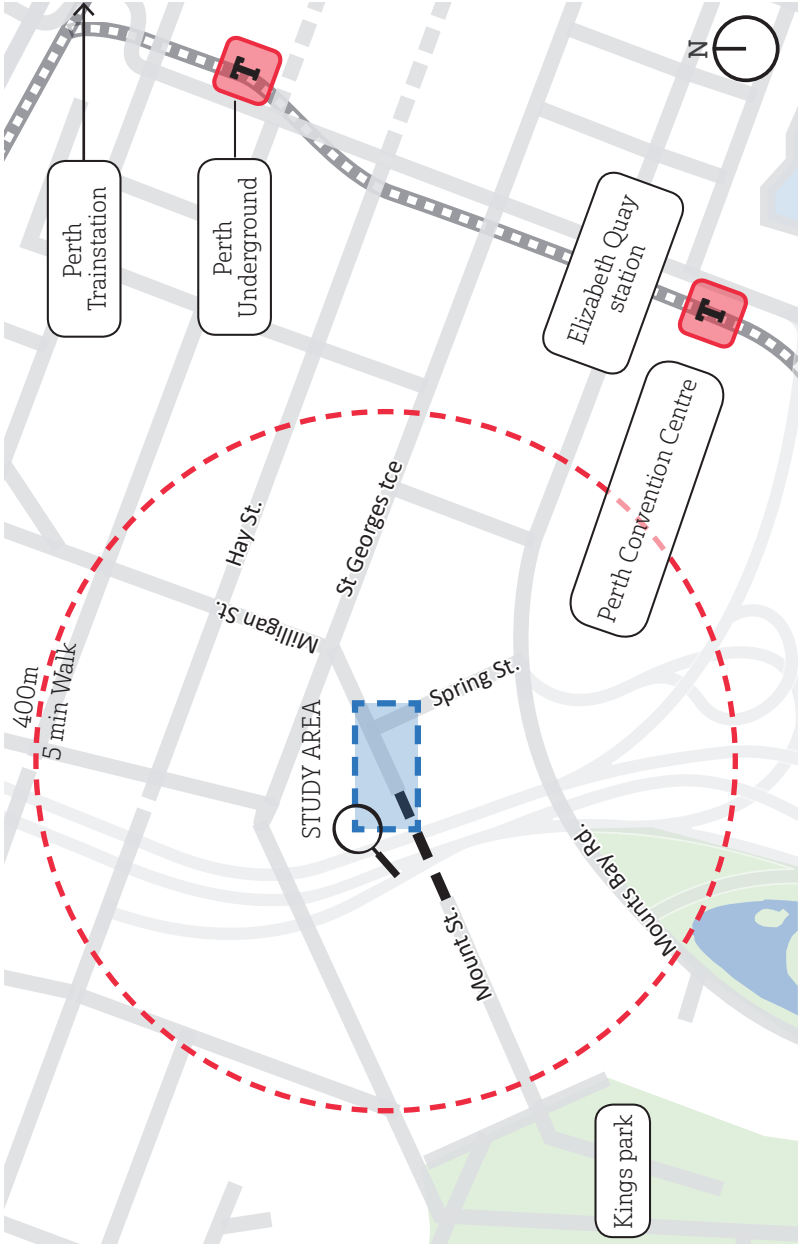 N
T
Perth
Trainstation
Perth
Underground
Elizabeth Quay
station
T
Perth Convention Centre
Hay St.
St Georges tce
Milligan St.
400m
5 min Walk
STUDY AREA
Spring St.
Mount St.
Mounts Bay Rd.
Kings park